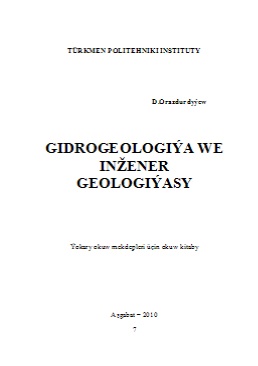 TÜRKMEN POLITEHNIKI INSTITUTY
D.Orazdurdyýew
GIDROGEOLOGIÝA WE
INŽENER
GEOLOGIÝASY
Ýokary okuw mekdepleri üçin okuw kitaby
Aşgabat – 2010
7